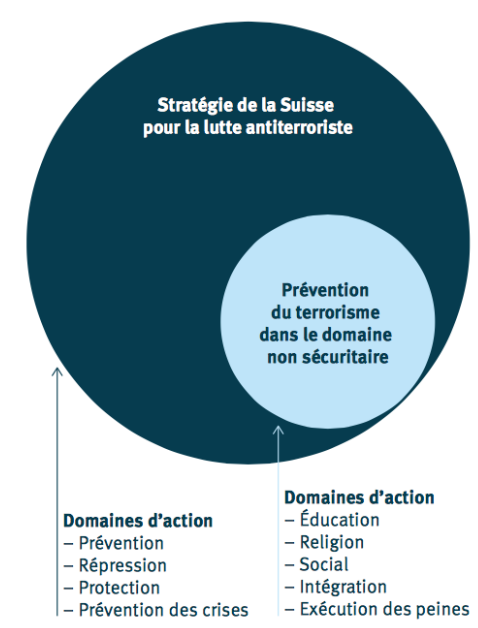 Stratégie de la Suisse
pour la lutte antiterroriste
Prévention
du terrorisme
dans le domaine
non sécuritaire
Domaines d’action
– Prévention
– Répression
– Protection
– Prévention des crises
Domaines d’action
– Éducation
– Religion
– Social
– Intégration
– Exécution des peines